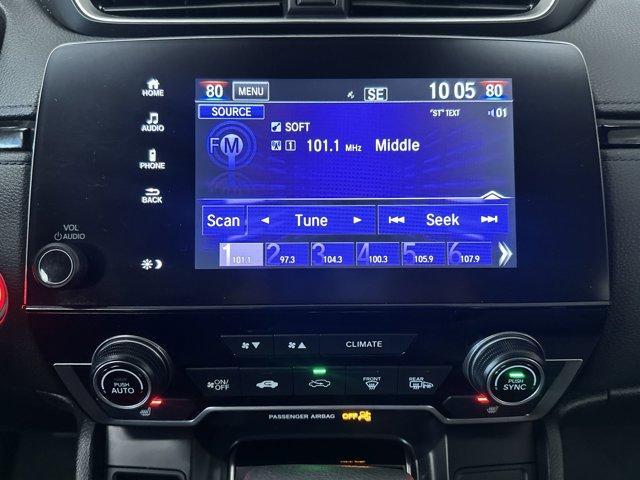 80 MENU SE 10 05 80
HOME
SOURCE "ST" TEXT 01
SOFT
FM
1 101.1 MHz Middle
AUDIO
PHONE
BACK
Scan Tune Seek
VOL
AUDIO
1 101.1 2 97.3 3 104.3 4 100.3 5 105.9 6 107.9
CLIMATE
PUSH
AUTO
ON/
OFF
FRONT
REAR
PUSH
SYNC
PASSENGER AIRBAG OFF